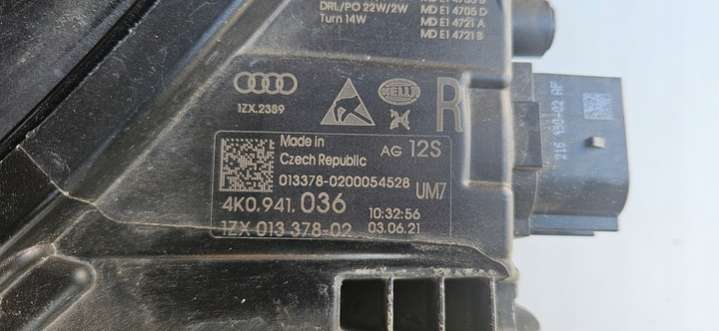 DRL/PO 22W/2W
Turn 14W
MD E1 4705 D
MD E1 4721 A
MD E1 4721 B
1ZX.2389
HELLA
R
Made in
Czech Republic
AG 12S
013378-0200054528
UM7
4K0.941.036
10:32:56
1ZX 013 378-02
03.06.21